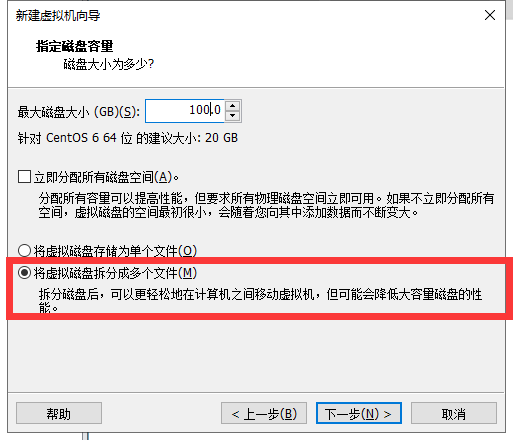 新建虚拟机向导
指定磁盘容量
磁盘大小为多少?
最大磁盘大小 (GB)(S): 100.0
针对 CentOS 6 64 位 的建议大小: 20 GB
立即分配所有磁盘空间(A)。
分配所有容量可以提高性能，但要求所有物理磁盘空间立即可用。如果不立即分配所有
空间，虚拟磁盘的空间最初很小，会随着您向其中添加数据而不断变大。
将虚拟磁盘存储为单个文件(O)
将虚拟磁盘拆分成多个文件(M)
拆分磁盘后，可以更轻松地在计算机之间移动虚拟机，但可能会降低大容量磁盘的性
能。
帮助 < 上一步(B) 下一步(N) > 取消